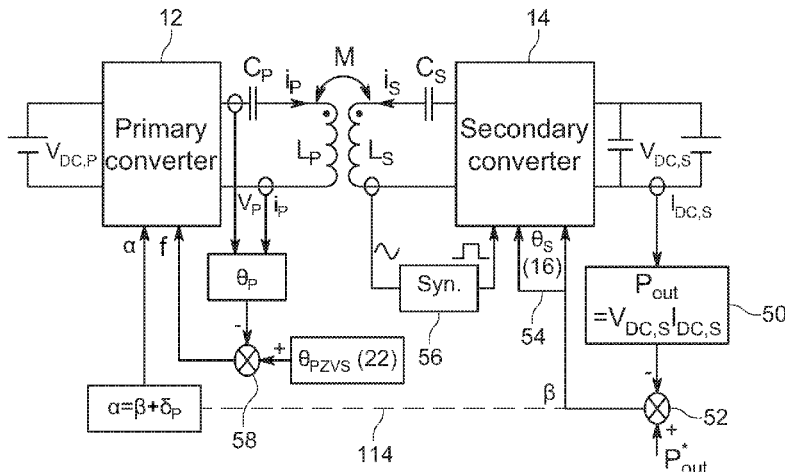 12
14
M
C_P
i_P
i_S
C_S
V_DC,P
Primary
converter
L_P
L_S
Secondary
converter
V_DC,S
I_DC,S
α
f
V_P
i_P
θ_S
(16)
θ_P
Syn.
P_out
=V_DC,S I_DC,S
50
54
56
-
+
θ_PZVS (22)
58
α=β+δ_P
β
-
52
+
114
P*_out